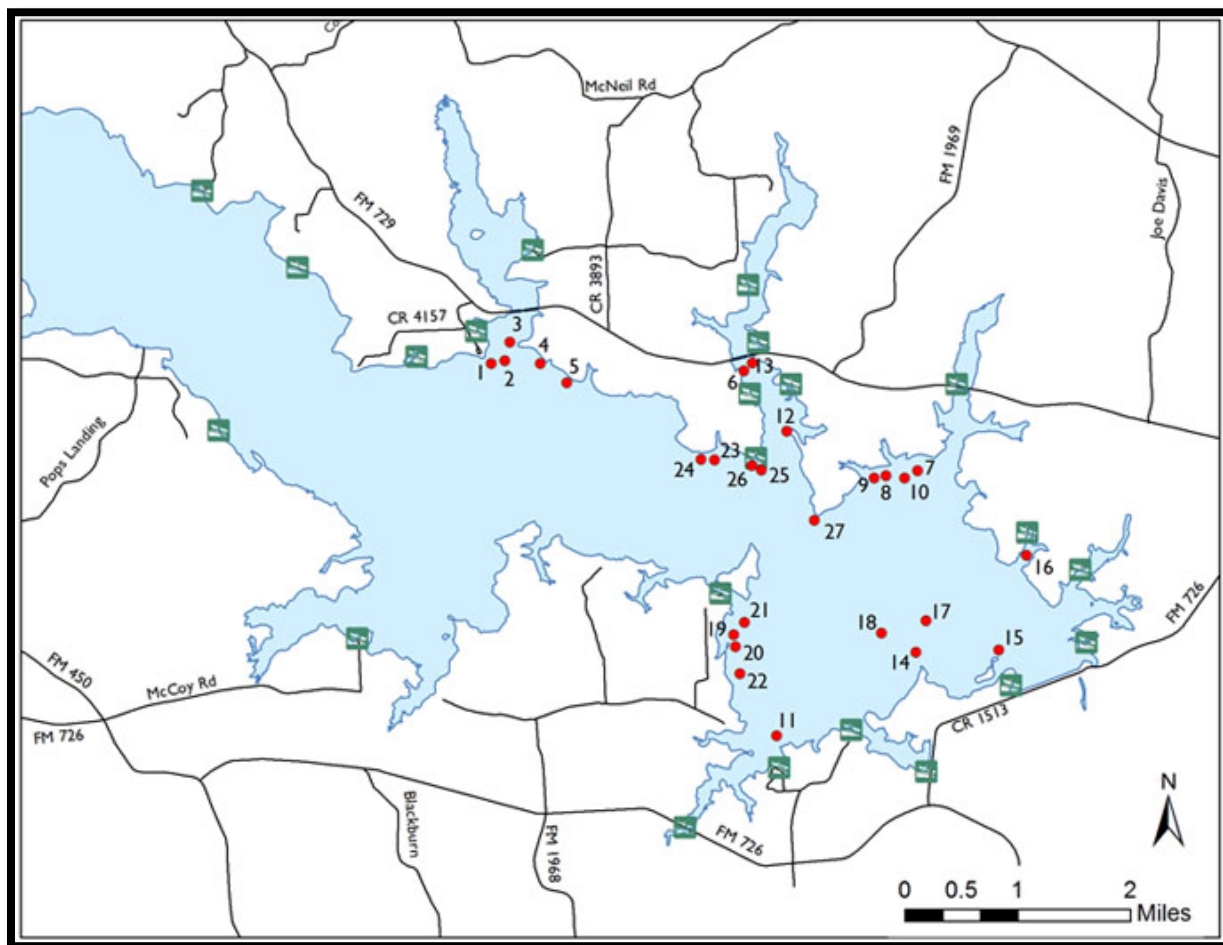 Co
McNeil Rd
FM 1969
Joe Davis
FM 729
CR 3893
CR 4157
3
4
1
2
5
13
6
12
Pops Landing
24
23
26
25
9
8
10
7
27
16
FM 726
21
19
20
22
18
17
14
15
FM 450
McCoy Rd
FM 726
11
CR 1513
Blackburn
FM 1968
FM 726
N
0 0.5 1 2
Miles